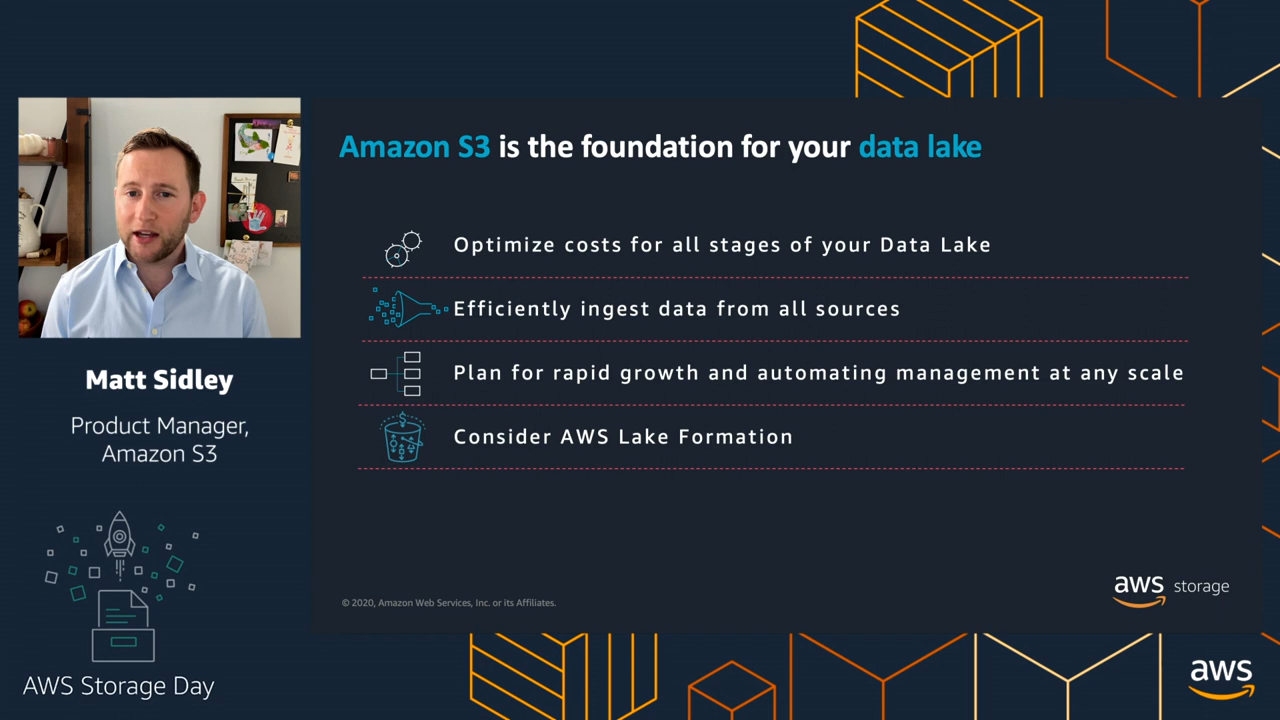 Amazon S3 is the foundation for your data lake
Optimize costs for all stages of your Data Lake
Efficiently ingest data from all sources
Plan for rapid growth and automating management at any scale
Consider AWS Lake Formation
Matt Sidley
Product Manager,
Amazon S3
AWS Storage Day
© 2020, Amazon Web Services, Inc. or its Affiliates.
aws storage
aws